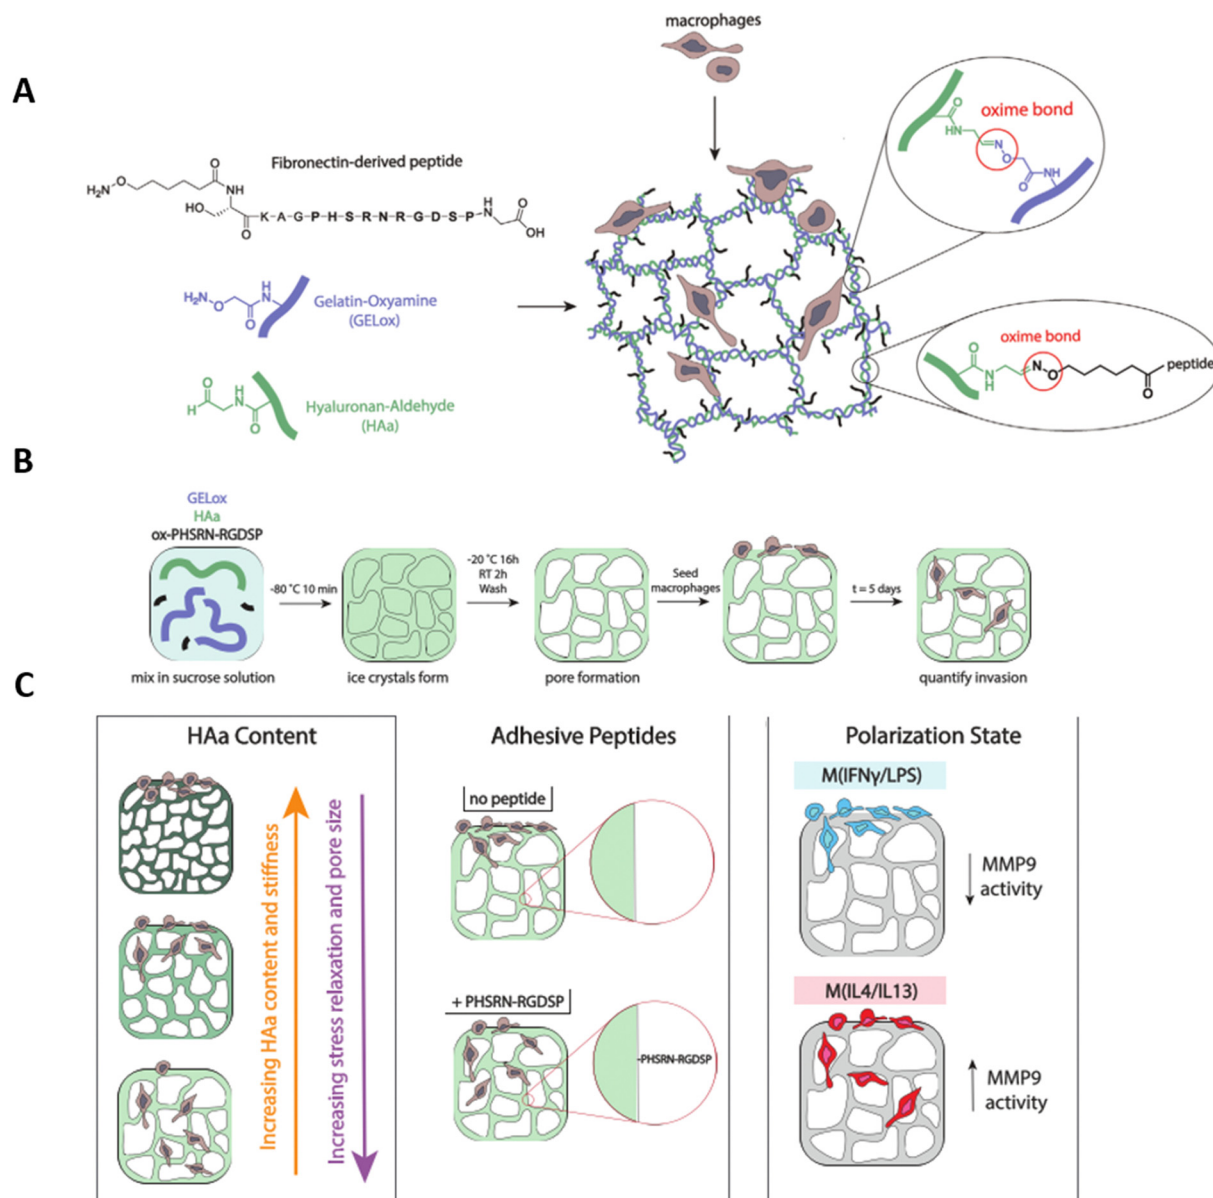 macrophages
A
oxime bond
O
HN
N
O
O
NH
Fibronectin-derived peptide
H₂N
O
O
NH
HO
O
K-A-G-P-H-S-R-N-R-G-D-S-P
H
N
O
OH
H₂N
O
H
N
O
Gelatin-Oxyamine
(GELox)
oxime bond
O
NH
N
O
O
peptide
O
H
H
N
O
Hyaluronan-Aldehyde
(HAa)
B
GELox
HAa
ox-PHSRN-RGDSP
-80 ˚C 10 min
-20 ˚C 16h
RT 2h
Wash
Seed
macrophages
t = 5 days
mix in sucrose solution
ice crystals form
pore formation
quantify invasion
C
HAa Content
Increasing HAa content and stiffness
Increasing stress relaxation and pore size
Adhesive Peptides
no peptide
+ PHSRN-RGDSP
-PHSRN-RGDSP
Polarization State
M(IFNγ/LPS)
MMP9
activity
M(IL4/IL13)
MMP9
activity